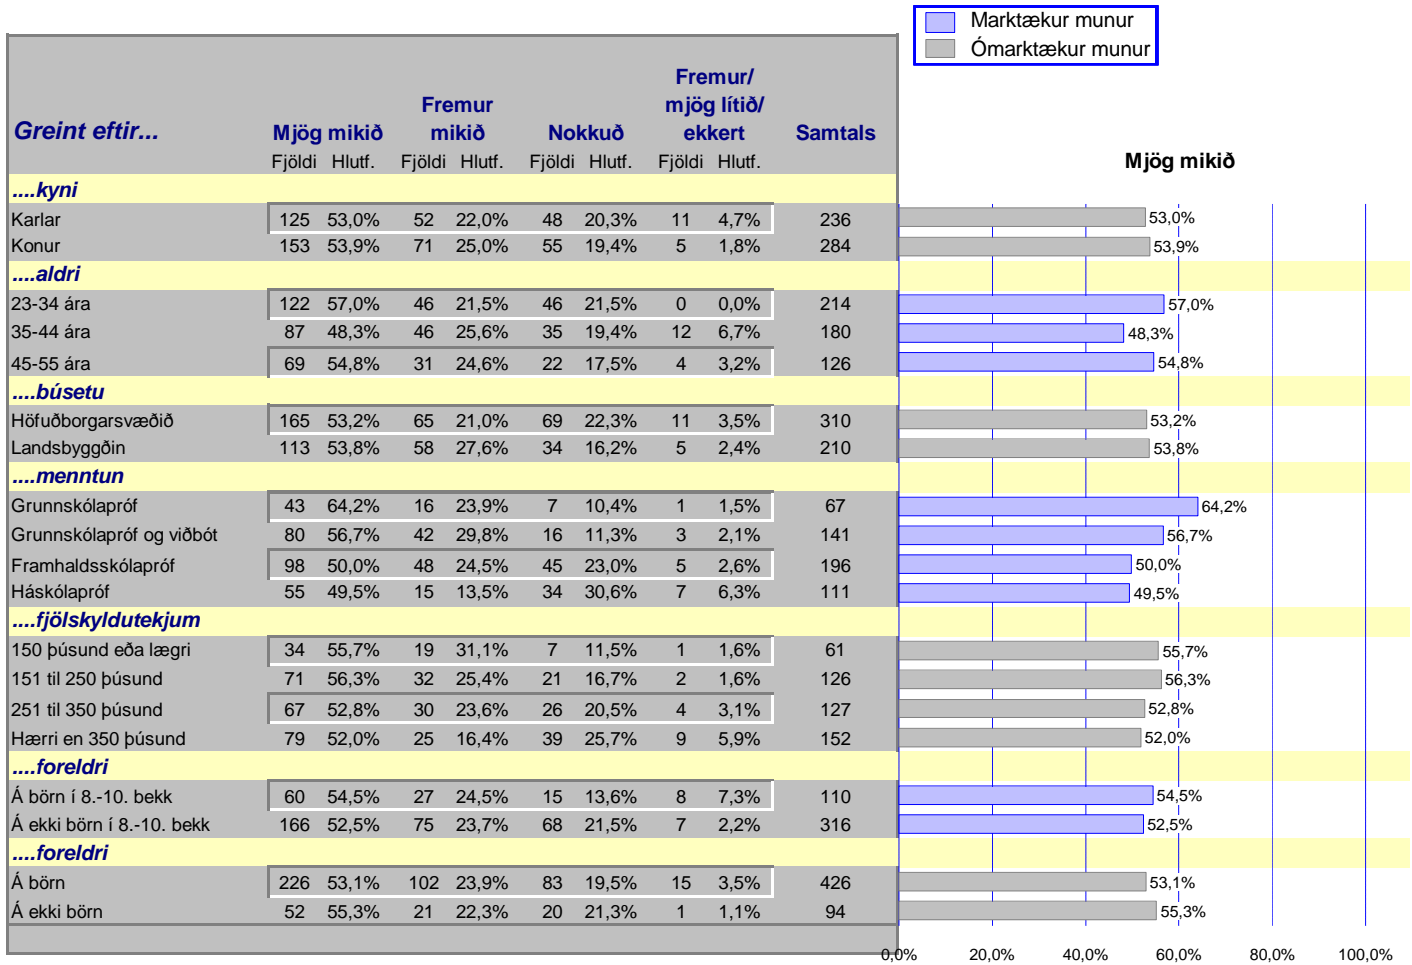 Marktækur munur
Ómarktækur munur
Fremur/
Fremur mjög lítið/
Greint eftir... Mjög mikið mikið Nokkuð ekkert Samtals
Fjöldi Hlutf. Fjöldi Hlutf. Fjöldi Hlutf. Fjöldi Hlutf. Mjög mikið
....kyni
Karlar 125 53,0% 52 22,0% 48 20,3% 11 4,7% 236 53,0%
Konur 153 53,9% 71 25,0% 55 19,4% 5 1,8% 284 53,9%
....aldri
23-34 ára 122 57,0% 46 21,5% 46 21,5% 0 0,0% 214 57,0%
35-44 ára 87 48,3% 46 25,6% 35 19,4% 12 6,7% 180 48,3%
45-55 ára 69 54,8% 31 24,6% 22 17,5% 4 3,2% 126 54,8%
....búsetu
Höfuðborgarsvæðið 165 53,2% 65 21,0% 69 22,3% 11 3,5% 310 53,2%
Landsbyggðin 113 53,8% 58 27,6% 34 16,2% 5 2,4% 210 53,8%
....menntun
Grunnskólapróf 43 64,2% 16 23,9% 7 10,4% 1 1,5% 67 64,2%
Grunnskólapróf og viðbót 80 56,7% 42 29,8% 16 11,3% 3 2,1% 141 56,7%
Framhaldsskólapróf 98 50,0% 48 24,5% 45 23,0% 5 2,6% 196 50,0%
Háskólapróf 55 49,5% 15 13,5% 34 30,6% 7 6,3% 111 49,5%
....fjölskyldutekjum
150 þúsund eða lægri 34 55,7% 19 31,1% 7 11,5% 1 1,6% 61 55,7%
151 til 250 þúsund 71 56,3% 32 25,4% 21 16,7% 2 1,6% 126 56,3%
251 til 350 þúsund 67 52,8% 30 23,6% 26 20,5% 4 3,1% 127 52,8%
Hærri en 350 þúsund 79 52,0% 25 16,4% 39 25,7% 9 5,9% 152 52,0%
....foreldri
Á börn í 8.-10. bekk 60 54,5% 27 24,5% 15 13,6% 8 7,3% 110 54,5%
Á ekki börn í 8.-10. bekk 166 52,5% 75 23,7% 68 21,5% 7 2,2% 316 52,5%
....foreldri
Á börn 226 53,1% 102 23,9% 83 19,5% 15 3,5% 426 53,1%
Á ekki börn 52 55,3% 21 22,3% 20 21,3% 1 1,1% 94 55,3%
0,0% 20,0% 40,0% 60,0% 80,0% 100,0%